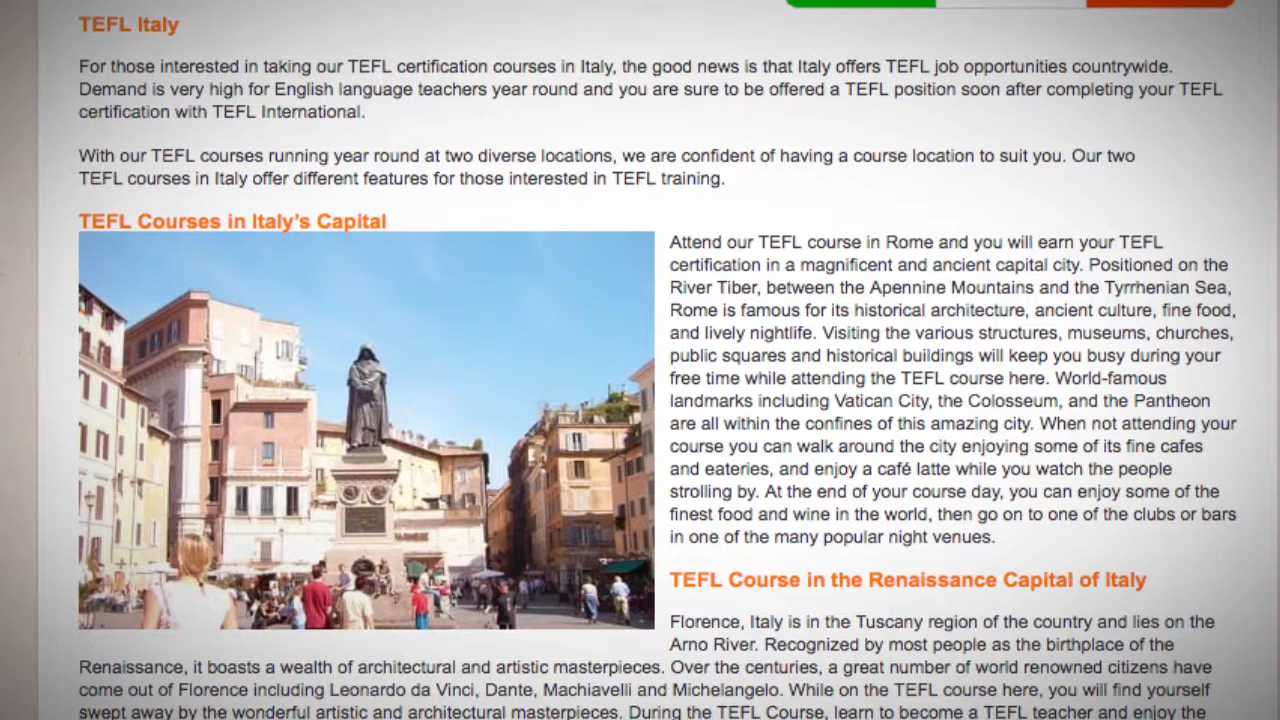 TEFL Italy
For those interested in taking our TEFL certification courses in Italy, the good news is that Italy offers TEFL job opportunities countrywide.
Demand is very high for English language teachers year round and you are sure to be offered a TEFL position soon after completing your TEFL
certification with TEFL International.
With our TEFL courses running year round at two diverse locations, we are confident of having a course location to suit you. Our two
TEFL courses in Italy offer different features for those interested in TEFL training.
TEFL Courses in Italy's Capital
Attend our TEFL course in Rome and you will earn your TEFL
certification in a magnificent and ancient capital city. Positioned on the
River Tiber, between the Apennine Mountains and the Tyrrhenian Sea,
Rome is famous for its historical architecture, ancient culture, fine food,
and lively nightlife. Visiting the various structures, museums, churches,
public squares and historical buildings will keep you busy during your
free time while attending the TEFL course here. World-famous
landmarks including Vatican City, the Colosseum, and the Pantheon
are all within the confines of this amazing city. When not attending your
course you can walk around the city enjoying some of its fine cafes
and eateries, and enjoy a café latte while you watch the people
strolling by. At the end of your course day, you can enjoy some of the
finest food and wine in the world, then go on to one of the clubs or bars
in one of the many popular night venues.
TEFL Course in the Renaissance Capital of Italy
Florence, Italy is in the Tuscany region of the country and lies on the
Arno River. Recognized by most people as the birthplace of the
Renaissance, it boasts a wealth of architectural and artistic masterpieces. Over the centuries, a great number of world renowned citizens have
come out of Florence including Leonardo da Vinci, Dante, Machiavelli and Michelangelo. While on the TEFL course here, you will find yourself
swept away by the wonderful artistic and architectural masterpieces. During the TEFL Course, learn to become a TEFL teacher and enjoy the